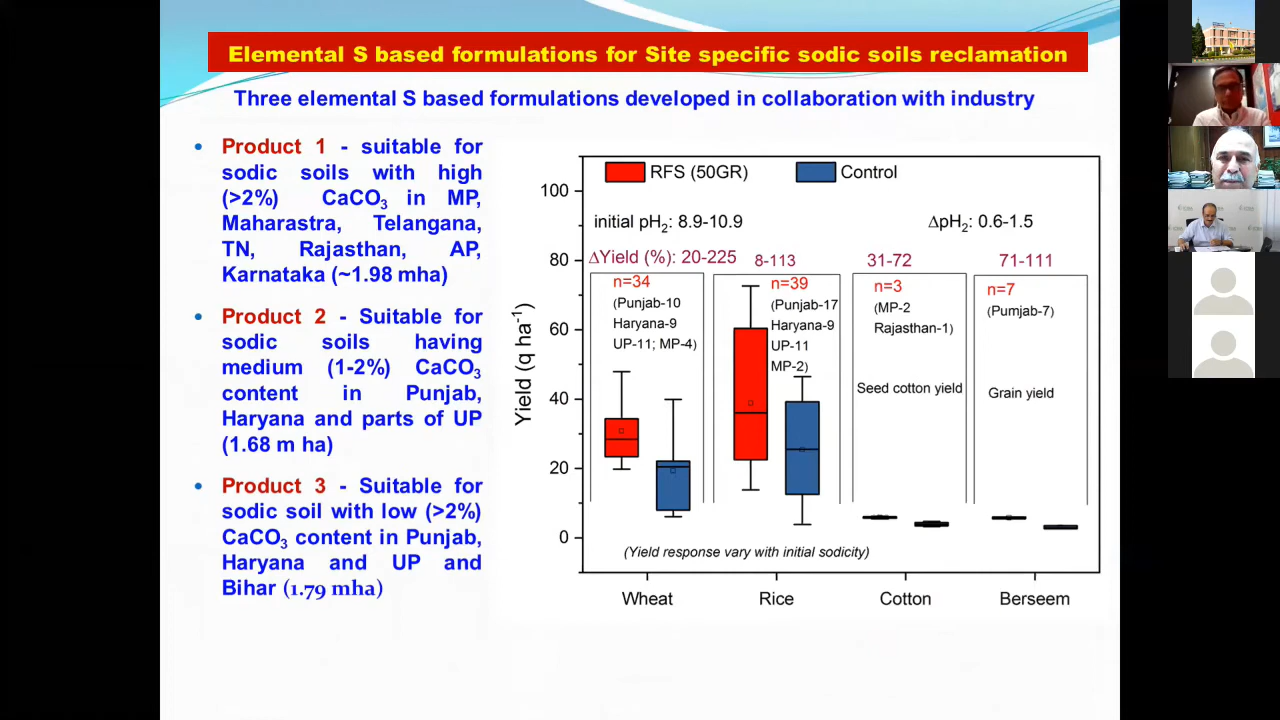 Elemental S based formulations for Site specific sodic soils reclamation
Three elemental S based formulations developed in collaboration with industry
• Product 1 - suitable for
sodic soils with high
(>2%) CaCO3 in MP,
Maharastra, Telangana,
TN, Rajasthan, AP,
Karnataka (~1.98 mha)
• Product 2 - Suitable for
sodic soils having
medium (1-2%) CaCO3
content in Punjab,
Haryana and parts of UP
(1.68 m ha)
• Product 3 - Suitable for
sodic soil with low (>2%)
CaCO3 content in Punjab,
Haryana and UP and
Bihar (1.79 mha)
RFS (50GR) Control
initial pH2: 8.9-10.9 ΔpH2: 0.6-1.5
ΔYield (%): 20-225 8-113 31-72 71-111
n=34
(Punjab-10
Haryana-9
UP-11; MP-4)
n=39
(Punjab-17
Haryana-9
UP-11
MP-2)
n=3
(MP-2
Rajasthan-1)
Seed cotton yield
n=7
(Pumjab-7)
Grain yield
Yield (q ha-1)
100
80
60
40
20
0
(Yield response vary with initial sodicity)
Wheat Rice Cotton Berseem